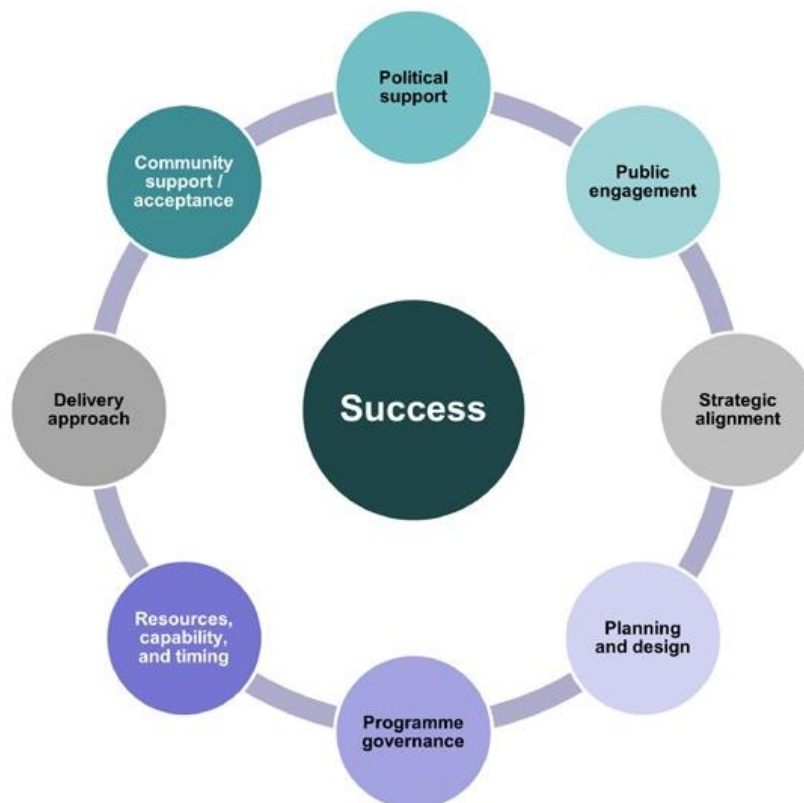 Political
support
Public
engagement
Strategic
alignment
Planning
and design
Programme
governance
Resources,
capability,
and timing
Delivery
approach
Community
support /
acceptance
Success